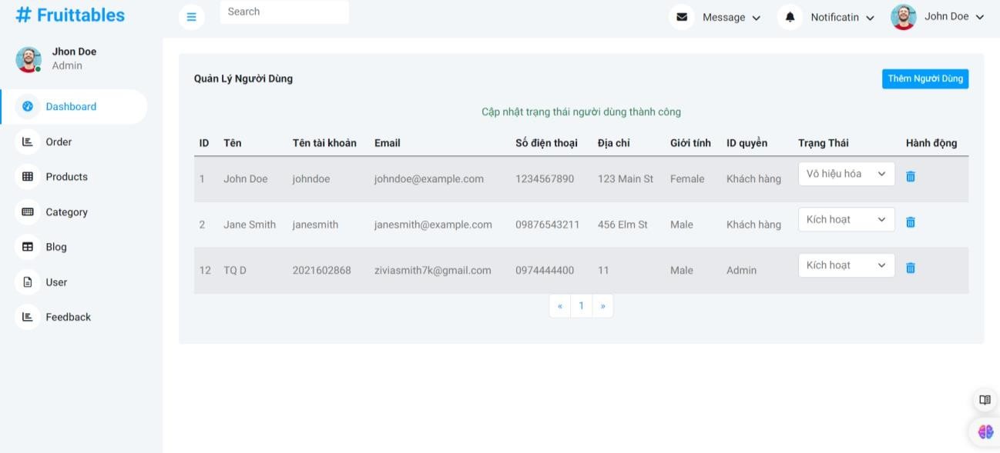 # Fruittables
Search
Message
Notificatin
John Doe
Jhon Doe
Admin
Dashboard
Order
Products
Category
Blog
User
Feedback
Quản Lý Người Dùng
Thêm Người Dùng
Cập nhật trạng thái người dùng thành công
ID Tên Tên tài khoản Email Số điện thoại Địa chỉ Giới tính ID quyền Trạng Thái Hành động
1 John Doe johndoe johndoe@example.com 1234567890 123 Main St Female Khách hàng Vô hiệu hóa
2 Jane Smith janesmith janesmith@example.com 09876543211 456 Elm St Male Khách hàng Kích hoạt
12 TQ D 2021602868 ziviasmith7k@gmail.com 0974444400 11 Male Admin Kích hoạt
« 1 »